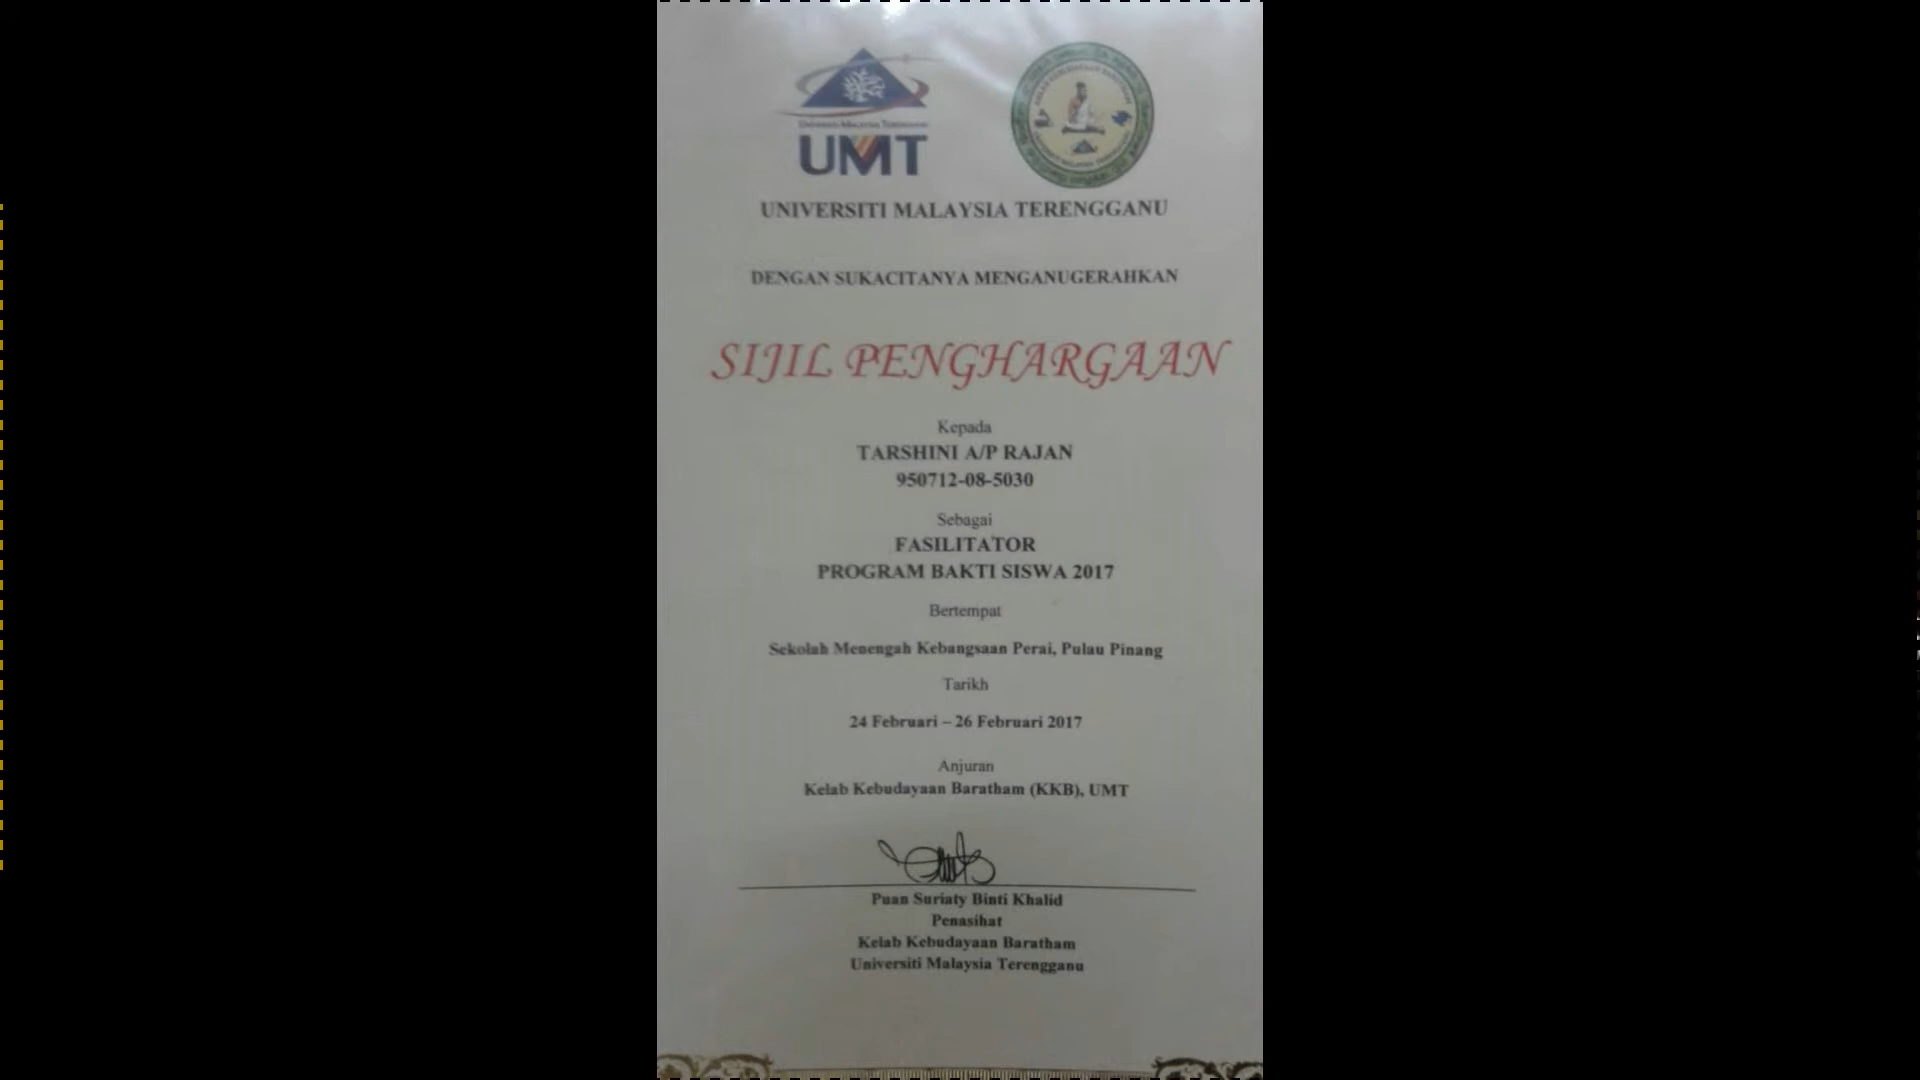 UMT
UNIVERSITI MALAYSIA TERENGGANU
DENGAN SUKACITANYA MENGANUGERAHKAN
SIJIL PENGHARGAAN
Kepada
TARSHINI A/P RAJAN
950712-08-5030
Sebagai
FASILITATOR
PROGRAM BAKTI SISWA 2017
Bertempat
Sekolah Menengah Kebangsaan Perai, Pulau Pinang
Tarikh
24 Februari – 26 Februari 2017
Anjuran
Kelab Kebudayaan Baratham (KKB), UMT
Puan Suriaty Binti Khalid
Penasihat
Kelab Kebudayaan Baratham
Universiti Malaysia Terengganu